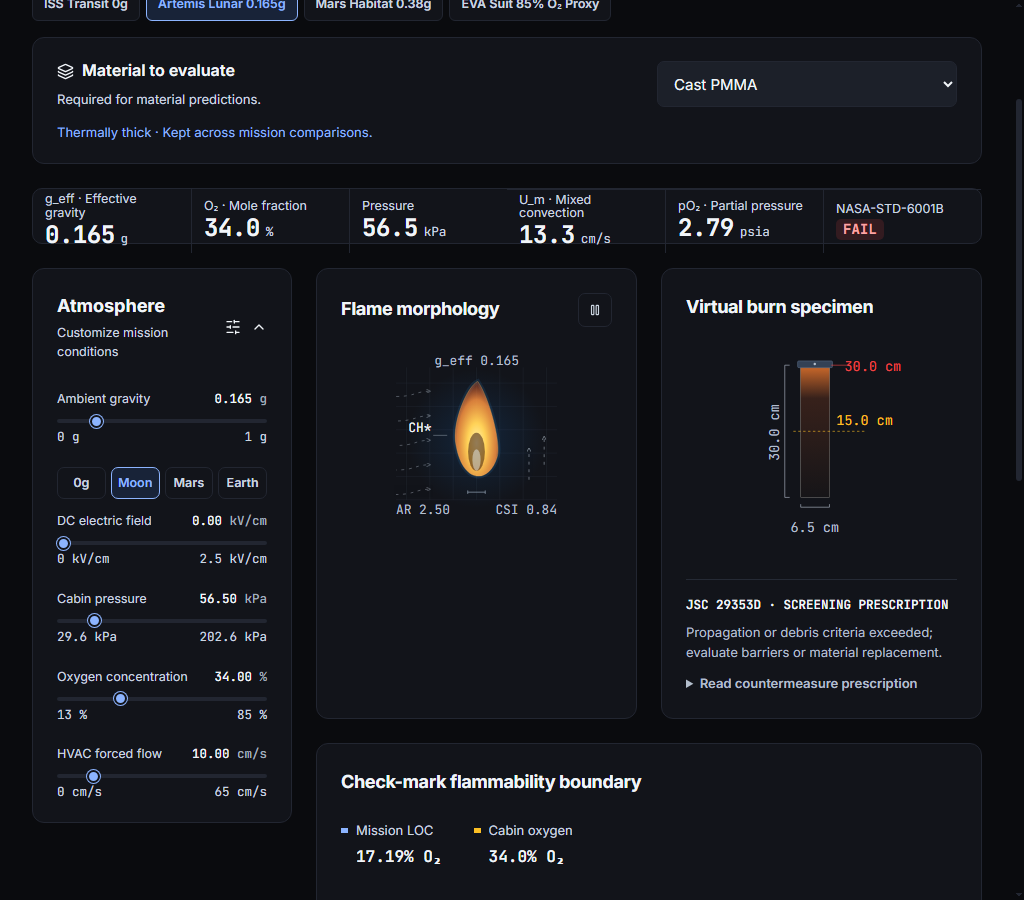 ISS Transit 0g
Artemis Lunar 0.165g
Mars Habitat 0.38g
EVA Suit 85% O₂ Proxy
Material to evaluate
Required for material predictions.
Thermally thick · Kept across mission comparisons.
Cast PMMA
g_eff · Effective
gravity
0.165 g
O₂ · Mole fraction
34.0 %
Pressure
56.5 kPa
U_m · Mixed
convection
13.3 cm/s
pO₂ · Partial pressure
2.79 psia
NASA-STD-6001B
FAIL
Atmosphere
Customize mission
conditions
Ambient gravity 0.165 g
0 g 1 g
0g Moon Mars Earth
DC electric field 0.00 kV/cm
0 kV/cm 2.5 kV/cm
Cabin pressure 56.50 kPa
29.6 kPa 202.6 kPa
Oxygen concentration 34.00 %
13 % 85 %
HVAC forced flow 10.00 cm/s
0 cm/s 65 cm/s
Flame morphology
g_eff 0.165
CH*
AR 2.50 CSI 0.84
Virtual burn specimen
30.0 cm
15.0 cm
30.0 cm
6.5 cm
JSC 29353D · SCREENING PRESCRIPTION
Propagation or debris criteria exceeded;
evaluate barriers or material replacement.
Read countermeasure prescription
Check-mark flammability boundary
Mission LOC
17.19% O₂
Cabin oxygen
34.0% O₂